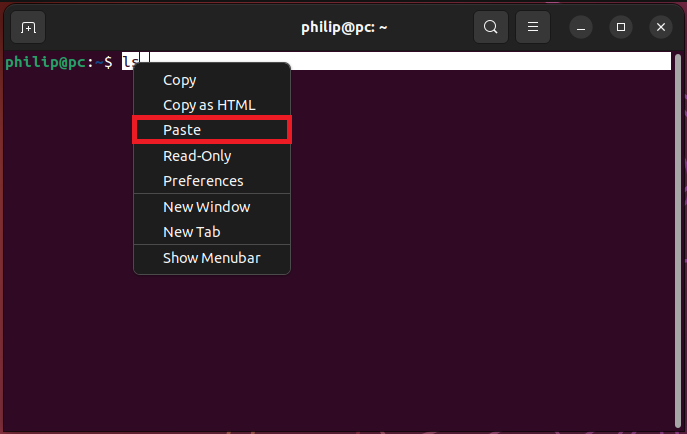 philip@pc: ~
philip@pc:~$ ls
Copy
Copy as HTML
Paste
Read-Only
Preferences
New Window
New Tab
Show Menubar